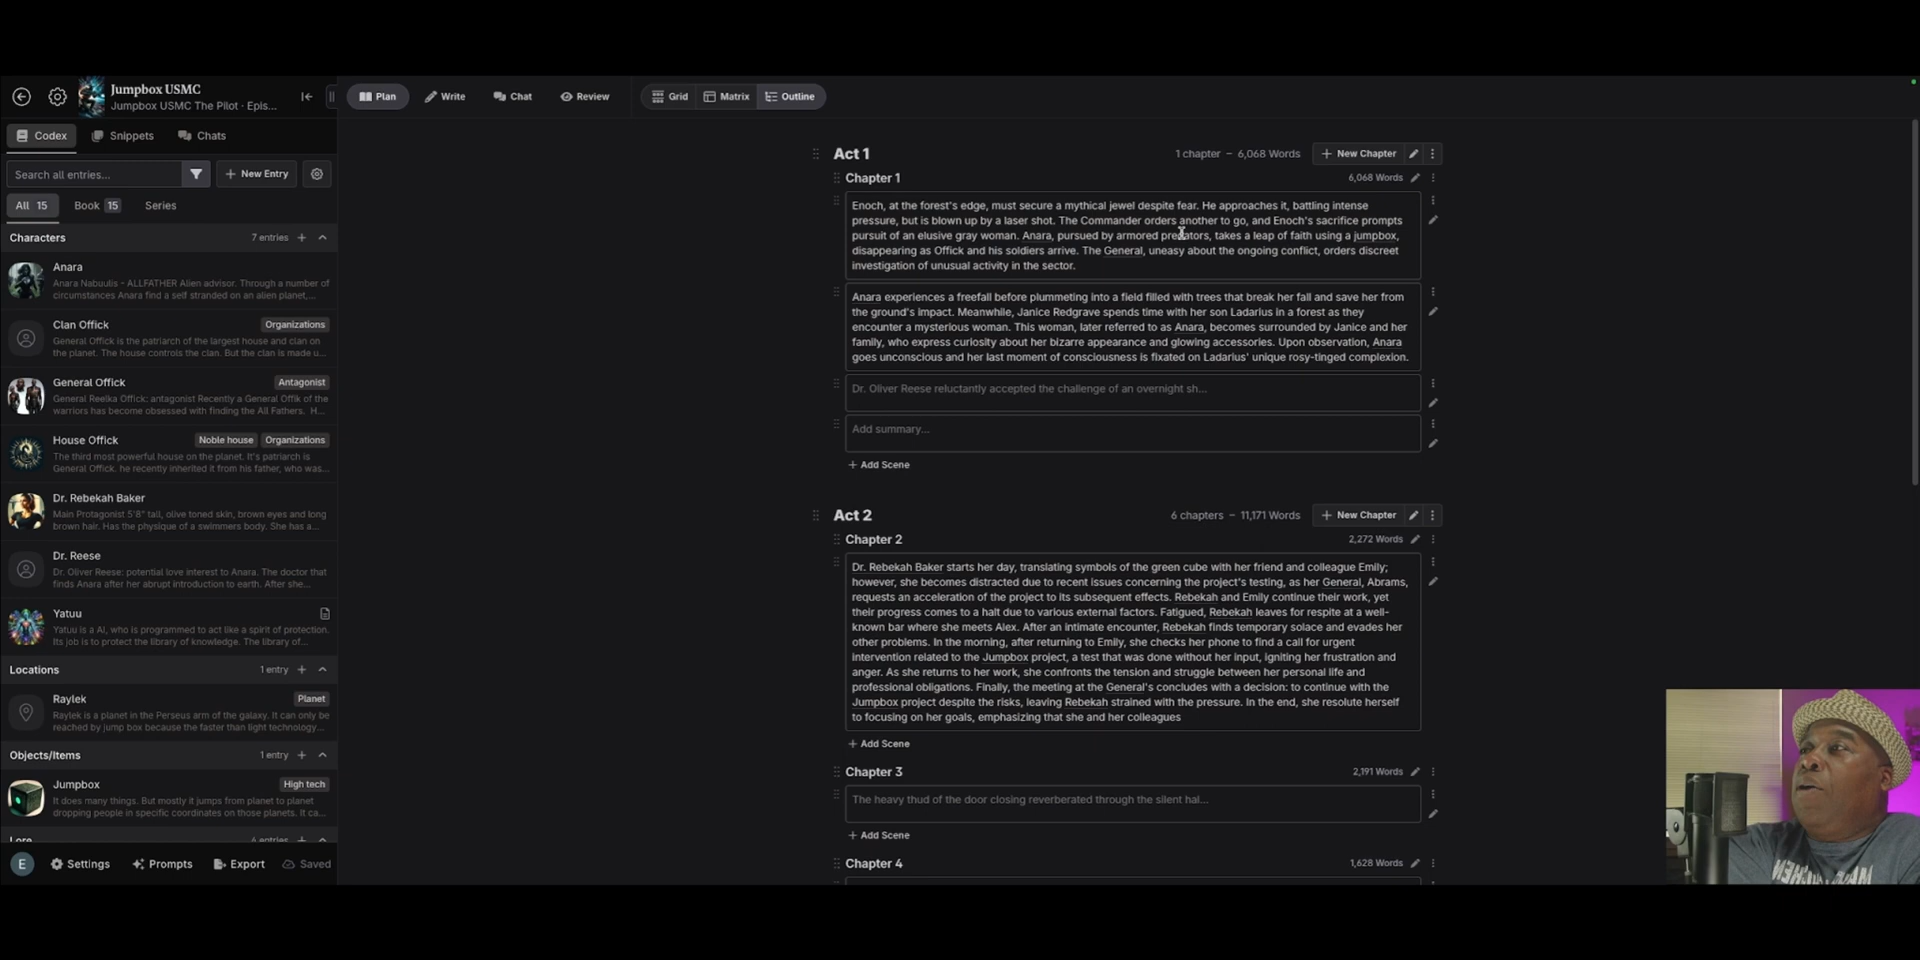 Jumpbox USMC
Jumpbox USMC The Pilot · Epis...
Plan
Write
Chat
Review
Grid
Matrix
Outline
Codex
Snippets
Chats
Search all entries...
+ New Entry
All 15
Book 15
Series
Characters
7 entries
Anara
Anara Nabuulis - ALLFATHER Alien advisor. Through a number of
circumstances Anara find a self stranded on an alien planet,...
Clan Offick
Organizations
General Offick is the patriarch of the largest house and clan on
the planet. The house controls the clan. But the clan is made u...
General Offick
Antagonist
General Reelka Offick: antagonist Recently a General Offik of the
warriors has become obsessed with finding the All Fathers. H...
House Offick
Noble house
Organizations
The third most powerful house on the planet. It's patriarch is
General Offick. he recently inherited it from his father, who was...
Dr. Rebekah Baker
Main Protagonist 5'8" tall, olive toned skin, brown eyes and long
brown hair. Has the physique of a swimmers body. She has a...
Dr. Reese
Dr. Oliver Reese: potential love interest to Anara. The doctor that
finds Anara after her abrupt introduction to earth. After she...
Yatuu
Yatuu is a AI, who is programmed to act like a spirit of protection.
Its job is to protect the library of knowledge. The library of...
Locations
1 entry
Raylek
Planet
Raylek is a planet in the Perseus arm of the galaxy. It can only be
reached by jump box because the faster than light technology...
Objects/Items
1 entry
Jumpbox
High tech
It does many things. But mostly it jumps from planet to planet
dropping people in specific coordinates on those planets. It ca...
E
Settings
Prompts
Export
Saved
Act 1
1 chapter – 6,068 Words
+ New Chapter
Chapter 1
6,068 Words
Enoch, at the forest's edge, must secure a mythical jewel despite fear. He approaches it, battling intense
pressure, but is blown up by a laser shot. The Commander orders another to go, and Enoch's sacrifice prompts
pursuit of an elusive gray woman. Anara, pursued by armored predators, takes a leap of faith using a jumpbox,
disappearing as Offick and his soldiers arrive. The General, uneasy about the ongoing conflict, orders discreet
investigation of unusual activity in the sector.
Anara experiences a freefall before plummeting into a field filled with trees that break her fall and save her from
the ground's impact. Meanwhile, Janice Redgrave spends time with her son Ladarius in a forest as they
encounter a mysterious woman. This woman, later referred to as Anara, becomes surrounded by Janice and her
family, who express curiosity about her bizarre appearance and glowing accessories. Upon observation, Anara
goes unconscious and her last moment of consciousness is fixated on Ladarius' unique rosy-tinged complexion.
Dr. Oliver Reese reluctantly accepted the challenge of an overnight sh...
Add summary...
+ Add Scene
Act 2
6 chapters – 11,171 Words
+ New Chapter
Chapter 2
2,272 Words
Dr. Rebekah Baker starts her day, translating symbols of the green cube with her friend and colleague Emily;
however, she becomes distracted due to recent issues concerning the project's testing, as her General, Abrams,
requests an acceleration of the project to its subsequent effects. Rebekah and Emily continue their work, yet
their progress comes to a halt due to various external factors. Fatigued, Rebekah leaves for respite at a well-
known bar where she meets Alex. After an intimate encounter, Rebekah finds temporary solace and evades her
other problems. In the morning, after returning to Emily, she checks her phone to find a call for urgent
intervention related to the Jumpbox project, a test that was done without her input, igniting her frustration and
anger. As she returns to her work, she confronts the tension and struggle between her personal life and
professional obligations. Finally, the meeting at the General's concludes with a decision: to continue with the
Jumpbox project despite the risks, leaving Rebekah strained with the pressure. In the end, she resolute herself
to focusing on her goals, emphasizing that she and her colleagues
+ Add Scene
Chapter 3
2,191 Words
The heavy thud of the door closing reverberated through the silent hal...
+ Add Scene
Chapter 4
1,628 Words